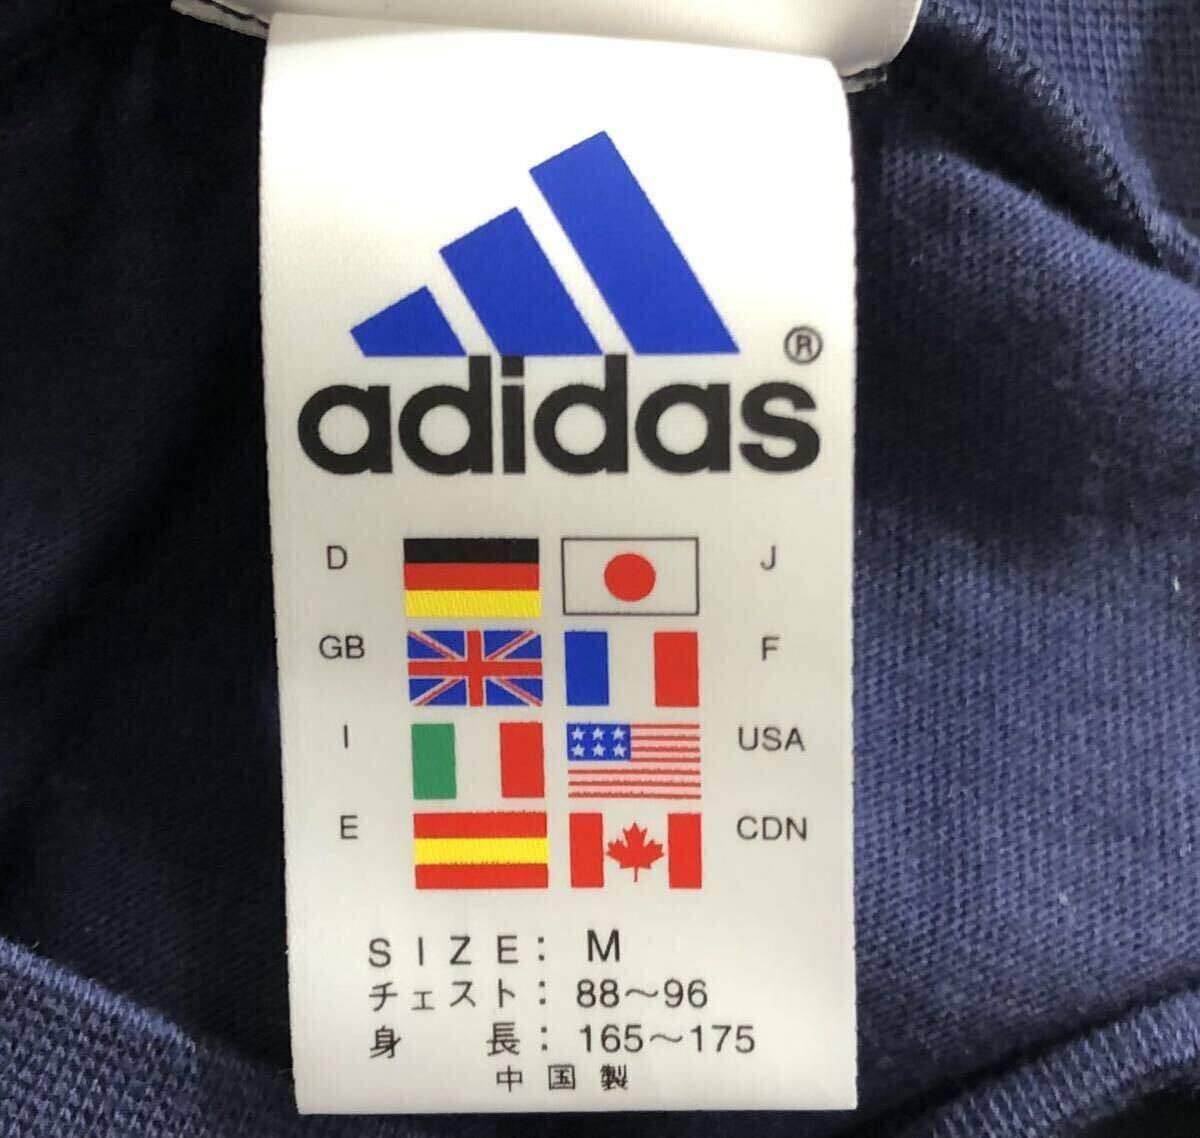 adidas®
D J
GB F
I USA
E CDN
SIZE: M
チェスト: 88〜96
身長: 165〜175
中国製